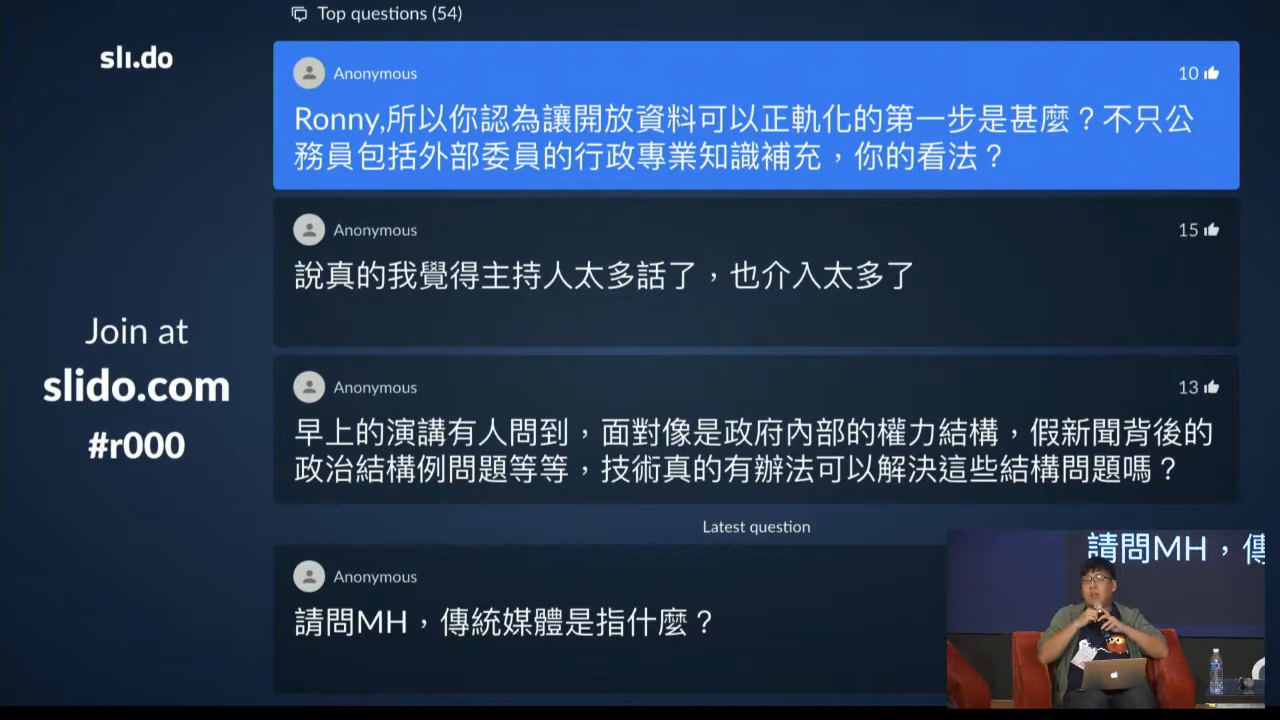 Top questions (54)
sli.do
Anonymous
10
Ronny,所以你認為讓開放資料可以正軌化的第一步是甚麼？不只公
務員包括外部委員的行政專業知識補充，你的看法？
Anonymous
15
說真的我覺得主持人太多話了，也介入太多了
Join at
slido.com
#r000
Anonymous
13
早上的演講有人問到，面對像是政府內部的權力結構，假新聞背後的
政治結構例問題等等，技術真的有辦法可以解決這些結構問題嗎？
Latest question
Anonymous
請問MH，傳統媒體是指什麼？
請問MH，傳